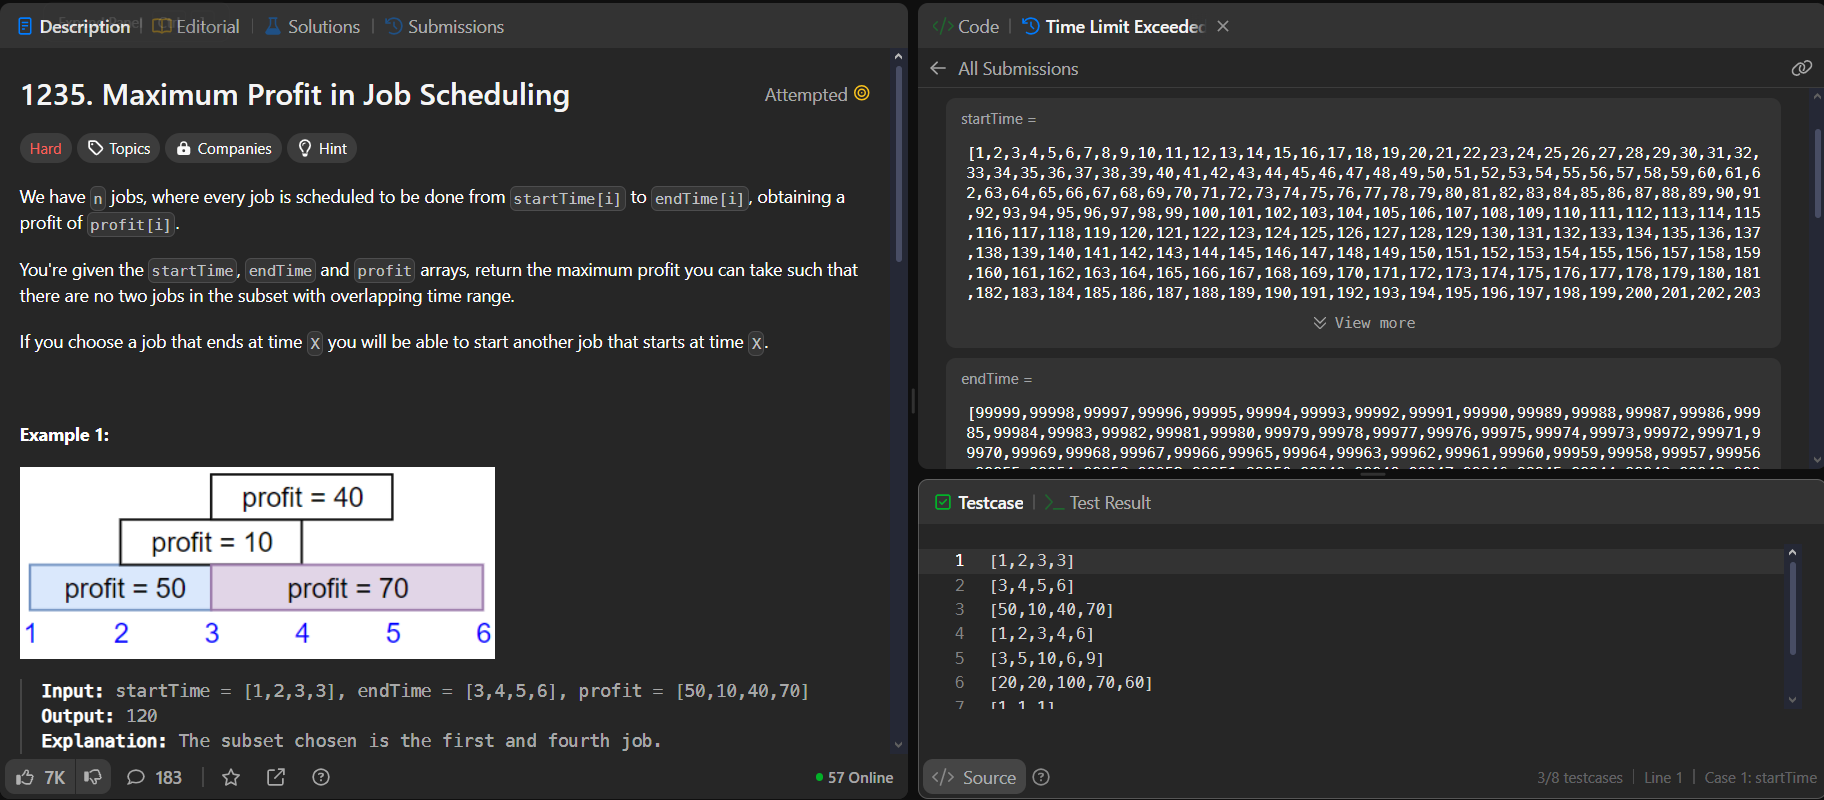 Description
Editorial
Solutions
Submissions
1235. Maximum Profit in Job Scheduling
Attempted
Hard
Topics
Companies
Hint
We have n jobs, where every job is scheduled to be done from startTime[i] to endTime[i], obtaining a
profit of profit[i].
You're given the startTime, endTime and profit arrays, return the maximum profit you can take such that
there are no two jobs in the subset with overlapping time range.
If you choose a job that ends at time X you will be able to start another job that starts at time X.
Example 1:
profit = 40
profit = 10
profit = 50 profit = 70
1 2 3 4 5 6
Input: startTime = [1,2,3,3], endTime = [3,4,5,6], profit = [50,10,40,70]
Output: 120
Explanation: The subset chosen is the first and fourth job.
7K
183
57 Online
Code
Time Limit Exceeded
All Submissions
startTime =
[1,2,3,4,5,6,7,8,9,10,11,12,13,14,15,16,17,18,19,20,21,22,23,24,25,26,27,28,29,30,31,32,
33,34,35,36,37,38,39,40,41,42,43,44,45,46,47,48,49,50,51,52,53,54,55,56,57,58,59,60,61,6
2,63,64,65,66,67,68,69,70,71,72,73,74,75,76,77,78,79,80,81,82,83,84,85,86,87,88,89,90,91
,92,93,94,95,96,97,98,99,100,101,102,103,104,105,106,107,108,109,110,111,112,113,114,115
,116,117,118,119,120,121,122,123,124,125,126,127,128,129,130,131,132,133,134,135,136,137
,138,139,140,141,142,143,144,145,146,147,148,149,150,151,152,153,154,155,156,157,158,159
,160,161,162,163,164,165,166,167,168,169,170,171,172,173,174,175,176,177,178,179,180,181
,182,183,184,185,186,187,188,189,190,191,192,193,194,195,196,197,198,199,200,201,202,203
View more
endTime =
[99999,99998,99997,99996,99995,99994,99993,99992,99991,99990,99989,99988,99987,99986,999
85,99984,99983,99982,99981,99980,99979,99978,99977,99976,99975,99974,99973,99972,99971,9
9970,99969,99968,99967,99966,99965,99964,99963,99962,99961,99960,99959,99958,99957,99956
Testcase
Test Result
1 [1,2,3,3]
2 [3,4,5,6]
3 [50,10,40,70]
4 [1,2,3,4,6]
5 [3,5,10,6,9]
6 [20,20,100,70,60]
7 [1,1,1]
Source
3/8 testcases
Line 1
Case 1: startTime